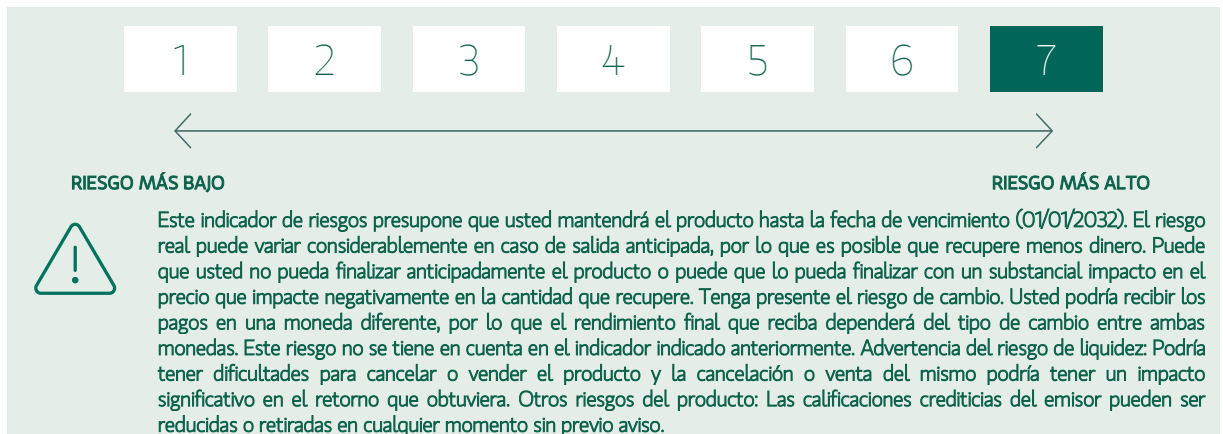 1 2 3 4 5 6 7
RIESGO MÁS BAJO RIESGO MÁS ALTO
Este indicador de riesgos presupone que usted mantendrá el producto hasta la fecha de vencimiento (01/01/2032). El riesgo
real puede variar considerablemente en caso de salida anticipada, por lo que es posible que recupere menos dinero. Puede
que usted no pueda finalizar anticipadamente el producto o puede que lo pueda finalizar con un substancial impacto en el
precio que impacte negativamente en la cantidad que recupere. Tenga presente el riesgo de cambio. Usted podría recibir los
pagos en una moneda diferente, por lo que el rendimiento final que reciba dependerá del tipo de cambio entre ambas
monedas. Este riesgo no se tiene en cuenta en el indicador indicado anteriormente. Advertencia del riesgo de liquidez: Podría
tener dificultades para cancelar o vender el producto y la cancelación o venta del mismo podría tener un impacto
significativo en el retorno que obtuviera. Otros riesgos del producto: Las calificaciones crediticias del emisor pueden ser
reducidas o retiradas en cualquier momento sin previo aviso.